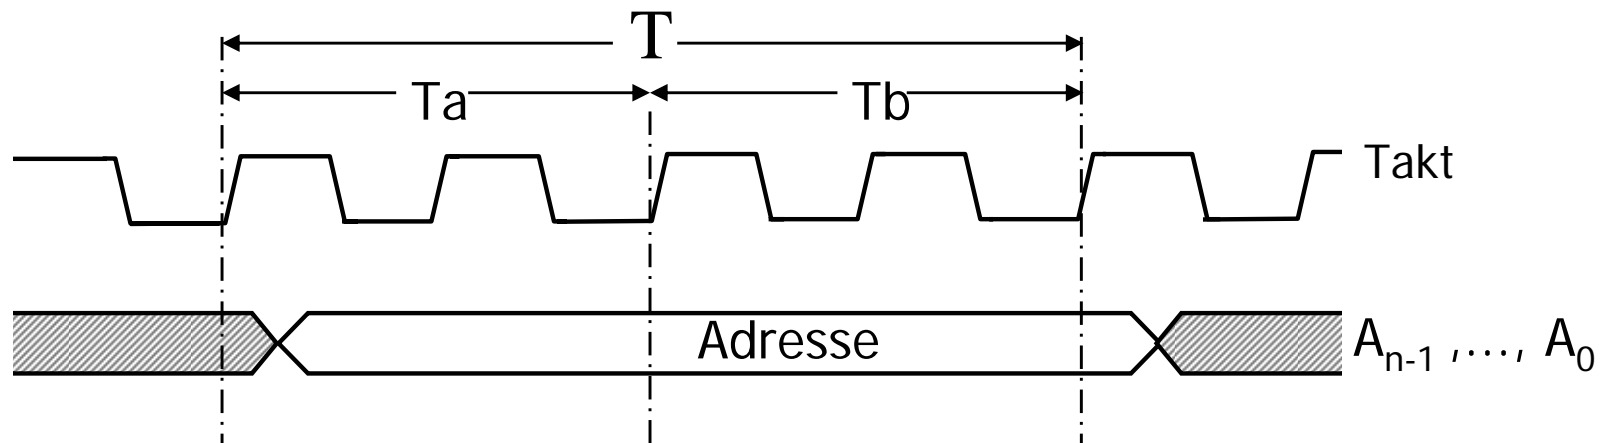 T
Ta Tb
Takt
Adresse
Aₙ₋₁ ,..., A₀